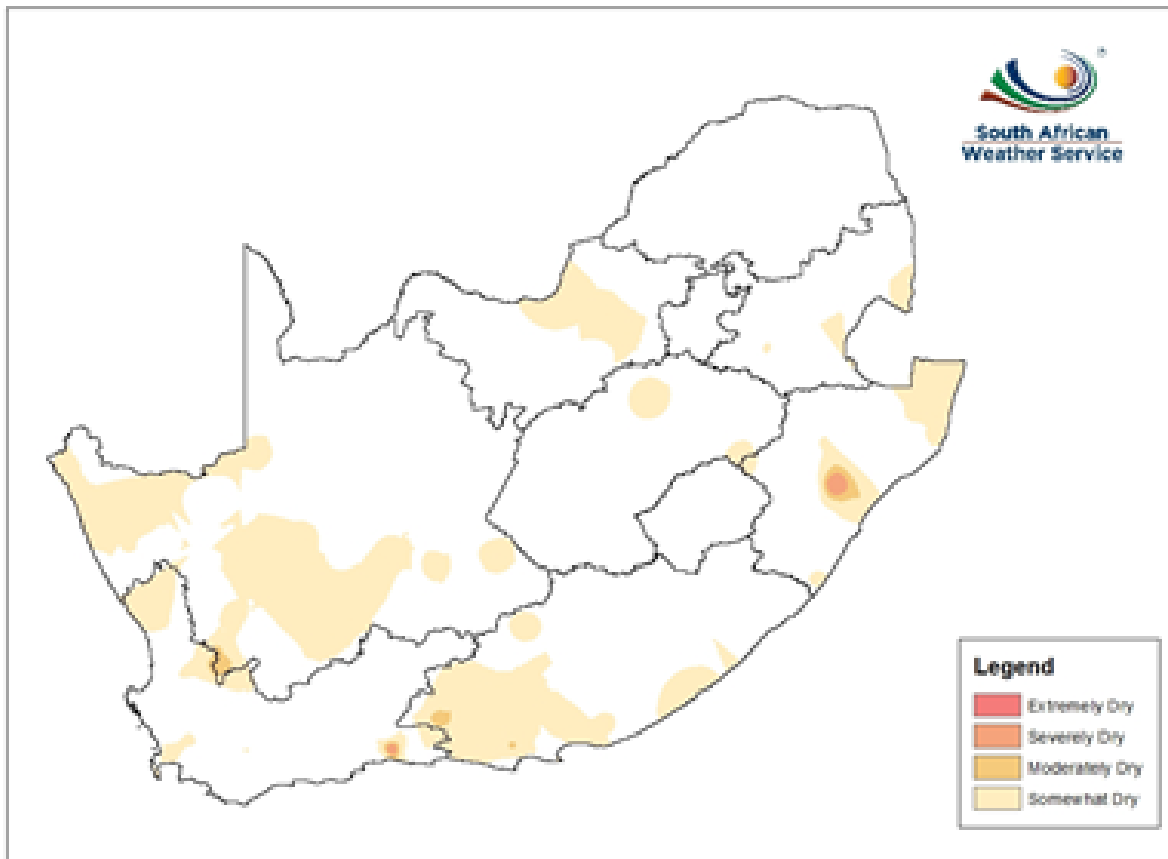 South African
Weather Service
Legend
Extremely Dry
Severely Dry
Moderately Dry
Somewhat Dry